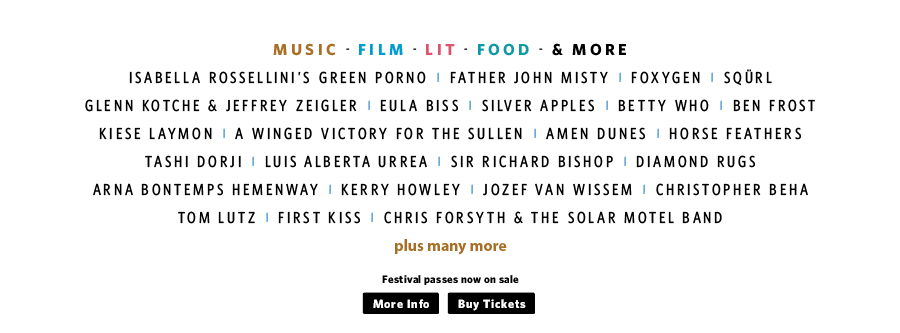 MUSIC · FILM · LIT · FOOD · & MORE
ISABELLA ROSSELLINI'S GREEN PORNO | FATHER JOHN MISTY | FOXYGEN | SQÜRL
GLENN KOTCHE & JEFFREY ZEIGLER | EULA BISS | SILVER APPLES | BETTY WHO | BEN FROST
KIESE LAYMON | A WINGED VICTORY FOR THE SULLEN | AMEN DUNES | HORSE FEATHERS
TASHI DORJI | LUIS ALBERTA URREA | SIR RICHARD BISHOP | DIAMOND RUGS
ARNA BONTEMPS HEMENWAY | KERRY HOWLEY | JOZEF VAN WISSEM | CHRISTOPHER BEHA
TOM LUTZ | FIRST KISS | CHRIS FORSYTH & THE SOLAR MOTEL BAND
plus many more
Festival passes now on sale
More Info Buy Tickets